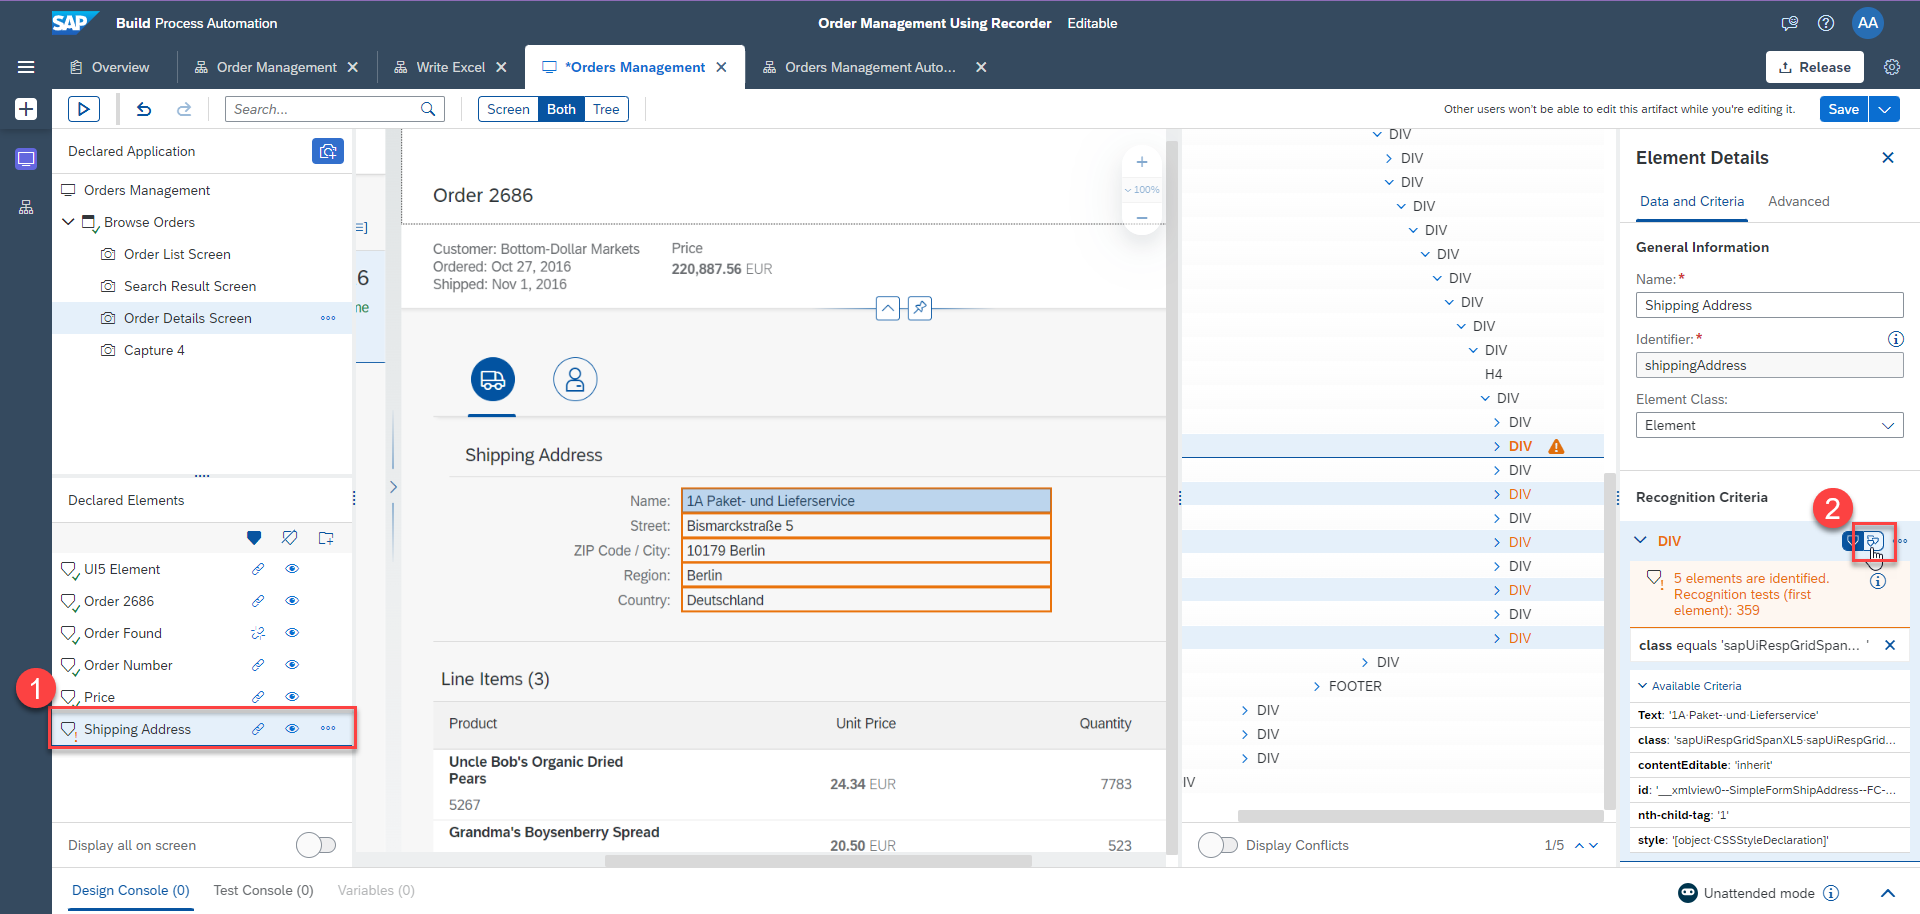 SAP Build Process Automation
Order Management Using Recorder Editable
AA
Overview
Order Management
Write Excel
*Orders Management
Orders Management Auto...
Release
Search...
Screen Both Tree
Other users won't be able to edit this artifact while you're editing it.
Save
Declared Application
Orders Management
Browse Orders
Order List Screen
Search Result Screen
Order Details Screen
Capture 4
Declared Elements
UI5 Element
Order 2686
Order Found
Order Number
1
Price
Shipping Address
Display all on screen
6
me
100%
Order 2686
Customer: Bottom-Dollar Markets
Ordered: Oct 27, 2016
Shipped: Nov 1, 2016
Price
220,887.56 EUR
Shipping Address
Name: 1A Paket- und Lieferservice
Street: Bismarckstraße 5
ZIP Code / City: 10179 Berlin
Region: Berlin
Country: Deutschland
Line Items (3)
Product Unit Price Quantity
Uncle Bob's Organic Dried
Pears
5267
24.34 EUR 7783
Grandma's Boysenberry Spread
20.50 EUR 523
DIV
DIV
DIV
DIV
DIV
DIV
DIV
DIV
DIV
DIV
H4
DIV
DIV
DIV
DIV
DIV
DIV
DIV
DIV
DIV
DIV
DIV
DIV
FOOTER
DIV
DIV
DIV
IV
Display Conflicts
1/5
Element Details
Data and Criteria Advanced
General Information
Name: *
Shipping Address
Identifier: *
shippingAddress
Element Class:
Element
Recognition Criteria
2
DIV
5 elements are identified.
Recognition tests (first
element): 359
class equals 'sapUiRespGridSpan... '
Available Criteria
Text: '1A·Paket-·und·Lieferservice'
class: 'sapUiRespGridSpanXL5·sapUiRespGrid...
contentEditable: 'inherit'
id: '__xmlview0--SimpleFormShipAddress--FC-...
nth-child-tag: '1'
style: '[object·CSSStyleDeclaration]'
Design Console (0) Test Console (0) Variables (0)
Unattended mode